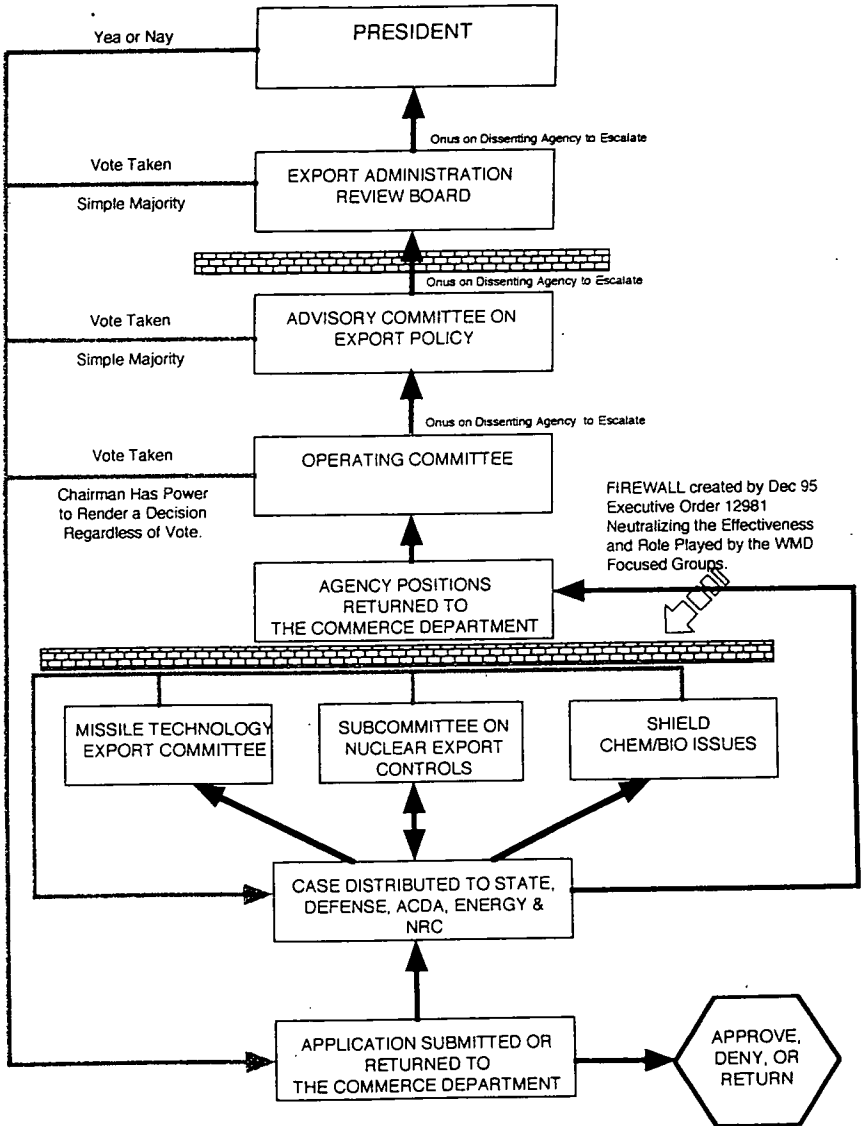 Yea or Nay
PRESIDENT
Onus on Dissenting Agency to Escalate
Vote Taken
Simple Majority
EXPORT ADMINISTRATION
REVIEW BOARD
Onus on Dissenting Agency to Escalate
Vote Taken
Simple Majority
ADVISORY COMMITTEE ON
EXPORT POLICY
Onus on Dissenting Agency to Escalate
Vote Taken
Chairman Has Power
to Render a Decision
Regardless of Vote.
OPERATING COMMITTEE
FIREWALL created by Dec 95
Executive Order 12981
Neutralizing the Effectiveness
and Role Played by the WMD
Focused Groups.
AGENCY POSITIONS
RETURNED TO
THE COMMERCE DEPARTMENT
MISSILE TECHNOLOGY
EXPORT COMMITTEE
SUBCOMMITTEE ON
NUCLEAR EXPORT
CONTROLS
SHIELD
CHEM/BIO ISSUES
CASE DISTRIBUTED TO STATE,
DEFENSE, ACDA, ENERGY &
NRC
APPLICATION SUBMITTED OR
RETURNED TO
THE COMMERCE DEPARTMENT
APPROVE,
DENY, OR
RETURN